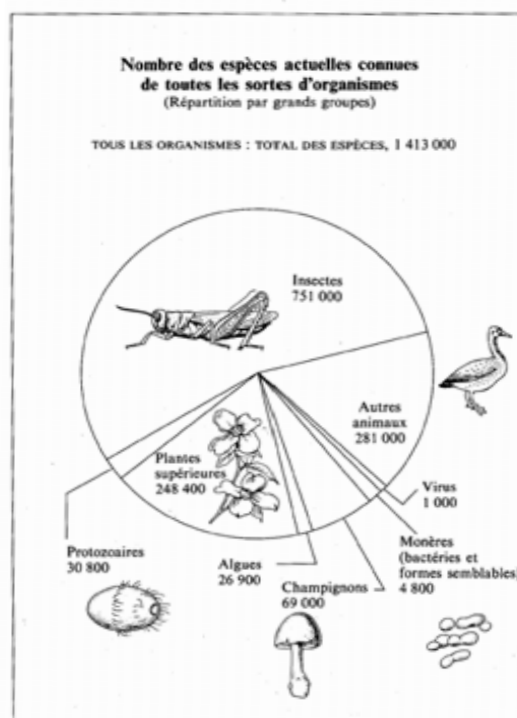 Nombre des espèces actuelles connues
de toutes les sortes d'organismes
(Répartition par grands groupes)
TOUS LES ORGANISMES : TOTAL DES ESPÈCES, 1 413 000
Insectes
751 000
Autres
animaux
281 000
Plantes
supérieures
248 400
Virus
1 000
Protozoaires
30 800
Algues
26 900
Champignons
69 000
Monères
(bactéries et
formes semblables)
4 800